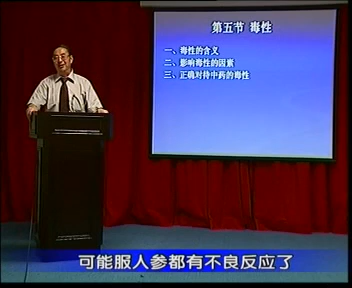 第五节 毒性
一、毒性的含义
二、影响毒性的因素
三、正确对待中药的毒性
可能服人参都有不良反应了